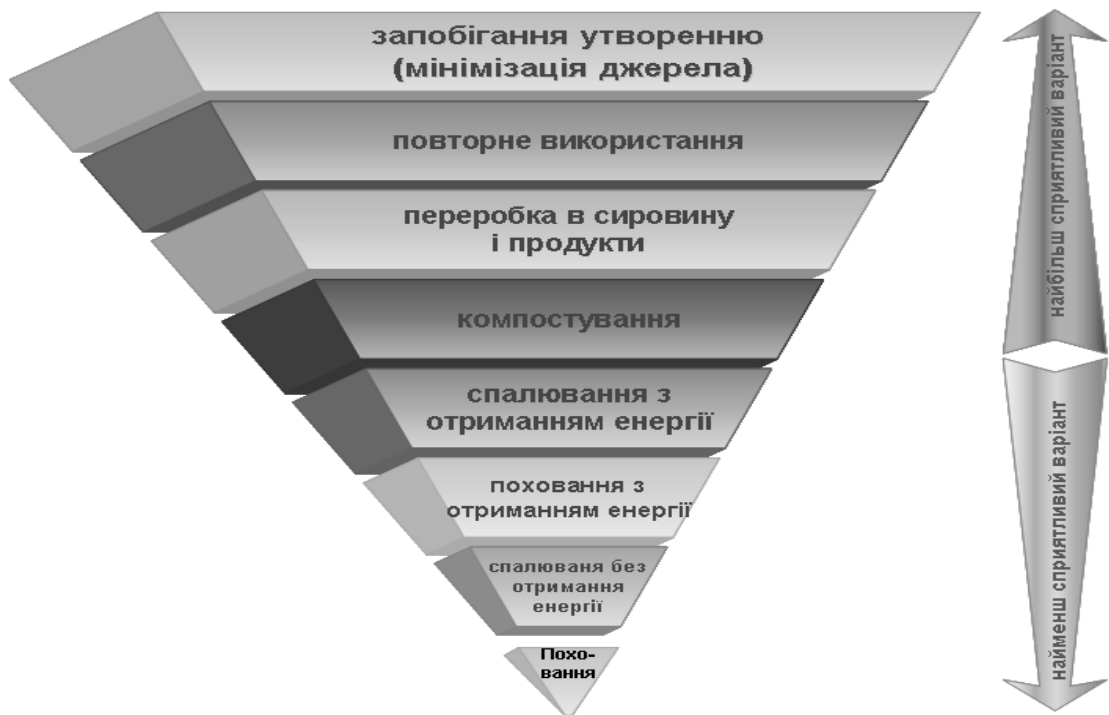 запобігання утворенню
(мінімізація джерела)
повторне використання
переробка в сировину
і продукти
компостування
спалювання з
отриманням енергії
поховання з
отриманням енергії
спалюваня без
отримання
енергії
Похо-
вання
найбільш сприятливий варіант
найменш сприятливий варіант